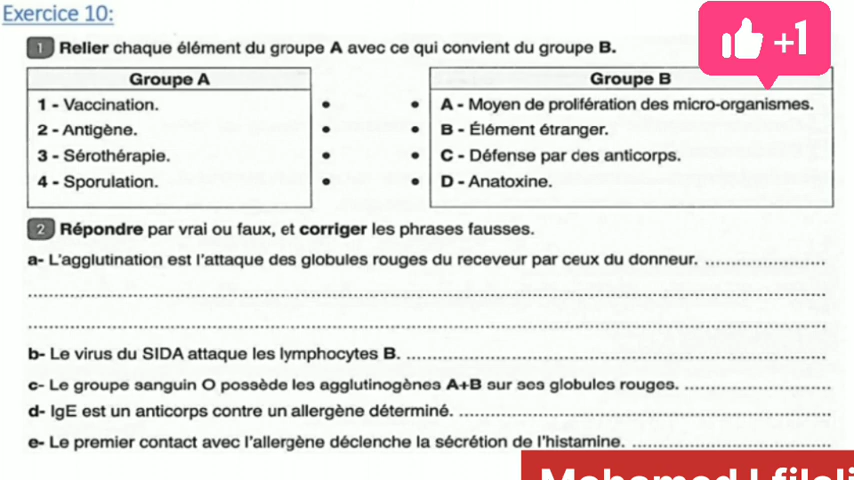 Exercice 10:
+1
1 Relier chaque élément du groupe A avec ce qui convient du groupe B.
Groupe A
1 - Vaccination.
2 - Antigène.
3 - Sérothérapie.
4 - Sporulation.
Groupe B
A - Moyen de prolifération des micro-organismes.
B - Élément étranger.
C - Défense par des anticorps.
D - Anatoxine.
2 Répondre par vrai ou faux, et corriger les phrases fausses.
a- L'agglutination est l'attaque des globules rouges du receveur par ceux du donneur.
b- Le virus du SIDA attaque les lymphocytes B.
c- Le groupe sanguin O possède les agglutinogènes A+B sur ses globules rouges.
d- IgE est un anticorps contre un allergène déterminé.
e- Le premier contact avec l'allergène déclenche la sécrétion de l'histamine.